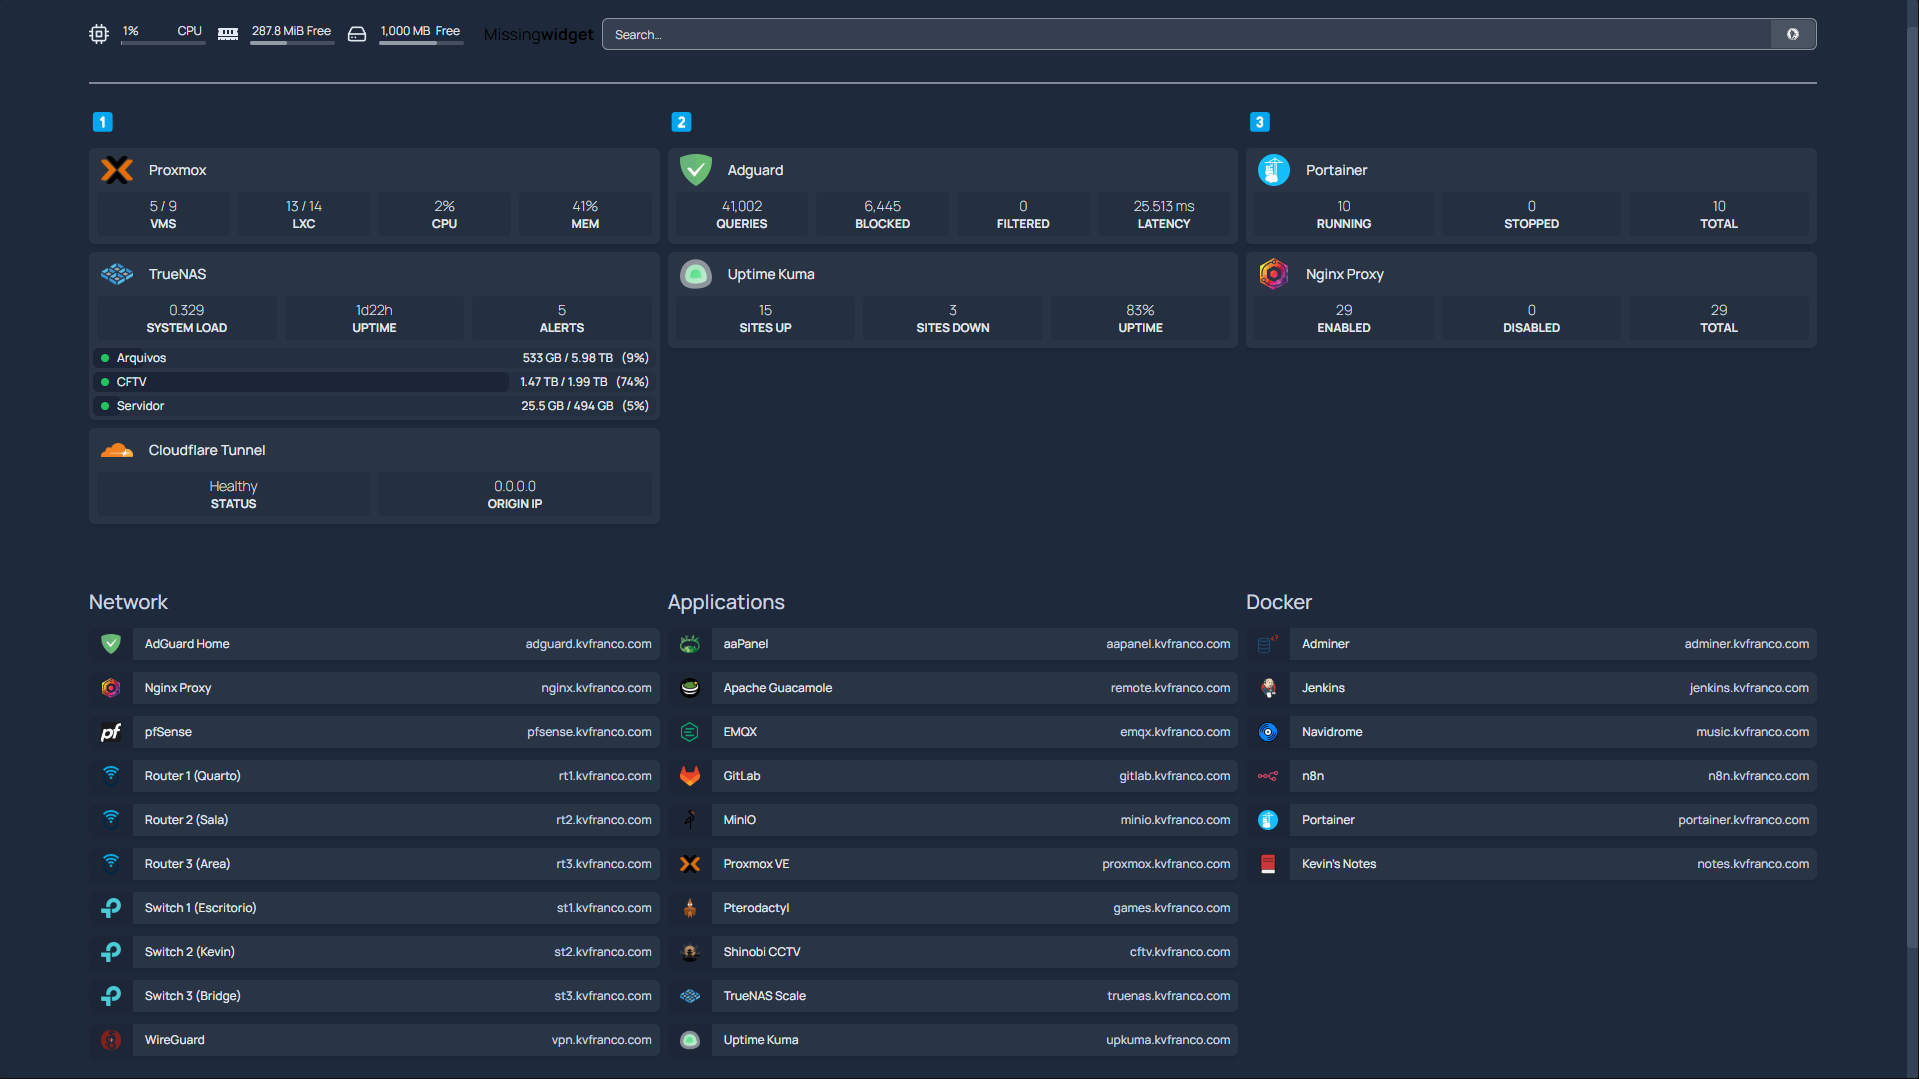 1% CPU 287.8 MiB Free 1,000 MB Free Missingwidget Search...
1
Proxmox
5 / 9 13 / 14 2% 41%
VMS LXC CPU MEM
TrueNAS
0.329 1d22h 5
SYSTEM LOAD UPTIME ALERTS
Arquivos 533 GB / 5.98 TB (9%)
CFTV 1.47 TB / 1.99 TB (74%)
Servidor 25.5 GB / 494 GB (5%)
Cloudflare Tunnel
Healthy 0.0.0.0
STATUS ORIGIN IP
2
Adguard
41,002 6,445 0 25.513 ms
QUERIES BLOCKED FILTERED LATENCY
Uptime Kuma
15 3 83%
SITES UP SITES DOWN UPTIME
3
Portainer
10 0 10
RUNNING STOPPED TOTAL
Nginx Proxy
29 0 29
ENABLED DISABLED TOTAL
Network
AdGuard Home adguard.kvfranco.com
Nginx Proxy nginx.kvfranco.com
pf pfSense pfsense.kvfranco.com
Router 1 (Quarto) rt1.kvfranco.com
Router 2 (Sala) rt2.kvfranco.com
Router 3 (Area) rt3.kvfranco.com
Switch 1 (Escritorio) st1.kvfranco.com
Switch 2 (Kevin) st2.kvfranco.com
Switch 3 (Bridge) st3.kvfranco.com
WireGuard vpn.kvfranco.com
Applications
aaPanel aapanel.kvfranco.com
Apache Guacamole remote.kvfranco.com
EMQX emqx.kvfranco.com
GitLab gitlab.kvfranco.com
MinIO minio.kvfranco.com
Proxmox VE proxmox.kvfranco.com
Pterodactyl games.kvfranco.com
Shinobi CCTV cftv.kvfranco.com
TrueNAS Scale truenas.kvfranco.com
Uptime Kuma upkuma.kvfranco.com
Docker
Adminer adminer.kvfranco.com
Jenkins jenkins.kvfranco.com
Navidrome music.kvfranco.com
n8n n8n.kvfranco.com
Portainer portainer.kvfranco.com
Kevin's Notes notes.kvfranco.com